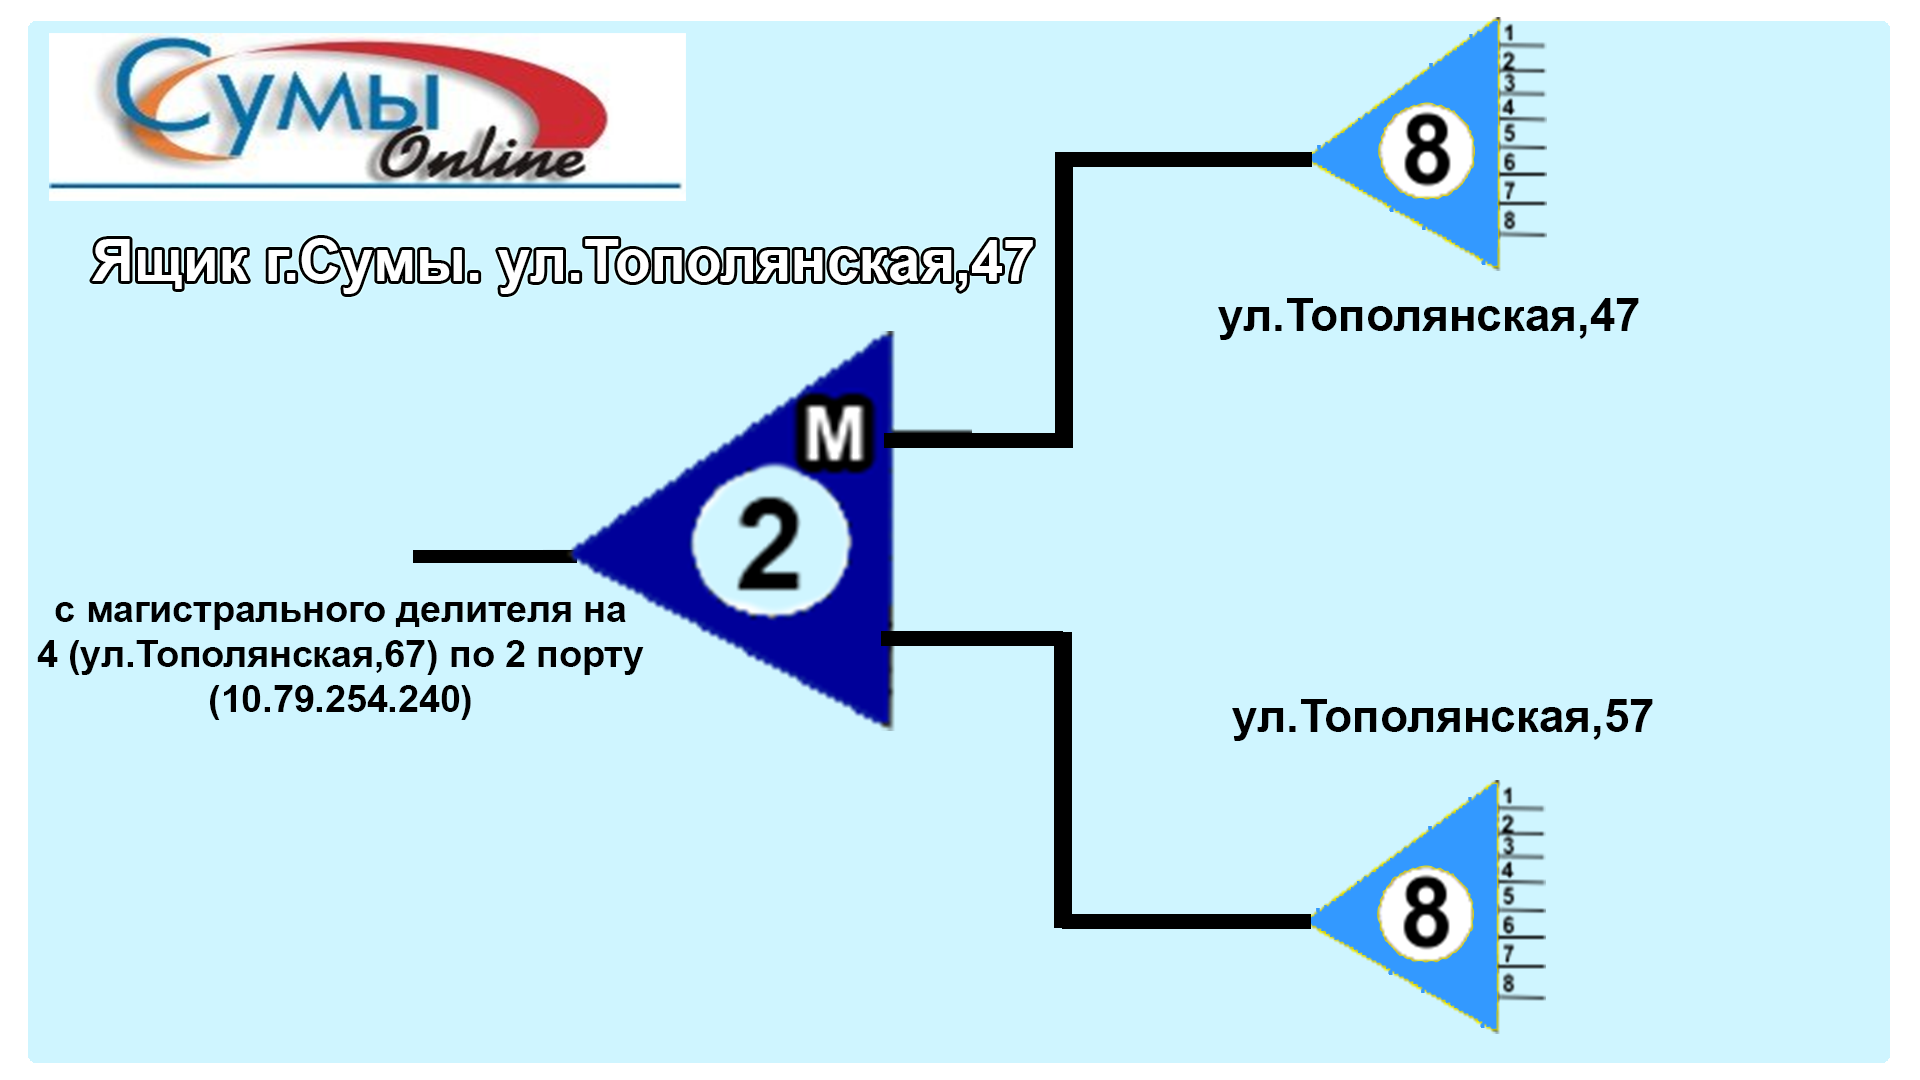 Сумы
Online
Ящик г.Сумы. ул.Тополянская,47
М
2
с магистрального делителя на
4 (ул.Тополянская,67) по 2 порту
(10.79.254.240)
8
1
2
3
4
5
6
7
8
ул.Тополянская,47
ул.Тополянская,57
8
1
2
3
4
5
6
7
8